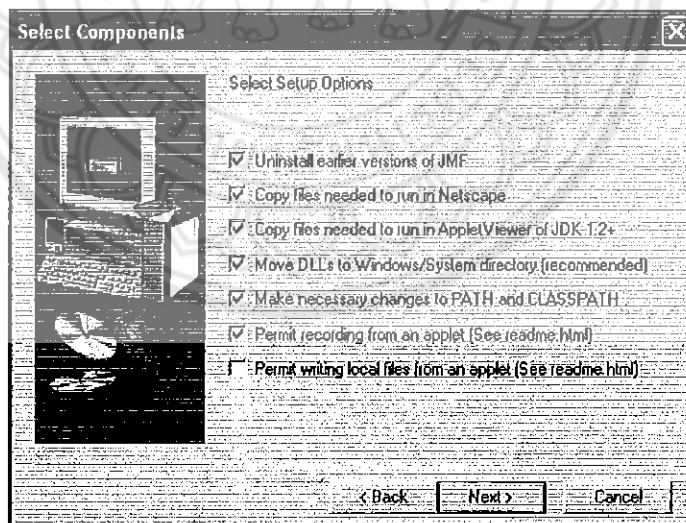 Select Components
Select Setup Options
Uninstall earlier versions of JMF
Copy files needed to run in Netscape
Copy files needed to run in AppletViewer of JDK 1.2+
Move DLL's to Windows/System directory (recommended)
Make necessary changes to PATH and CLASSPATH
Permit recording from an applet (See readme.html)
Permit writing local files from an applet (See readme.html)
< Back Next > Cancel